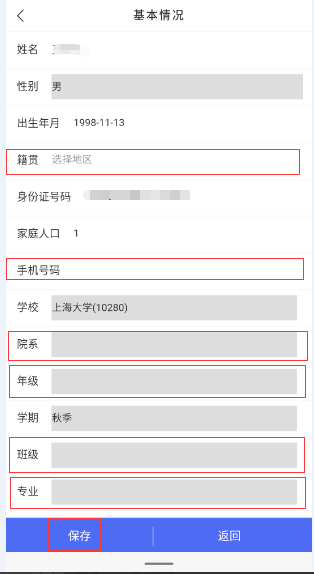 基本情况
姓名
性别 男
出生年月 1998-11-13
籍贯 选择地区
身份证号码
家庭人口 1
手机号码
学校 上海大学(10280)
院系
年级
学期 秋季
班级
专业
保存 返回